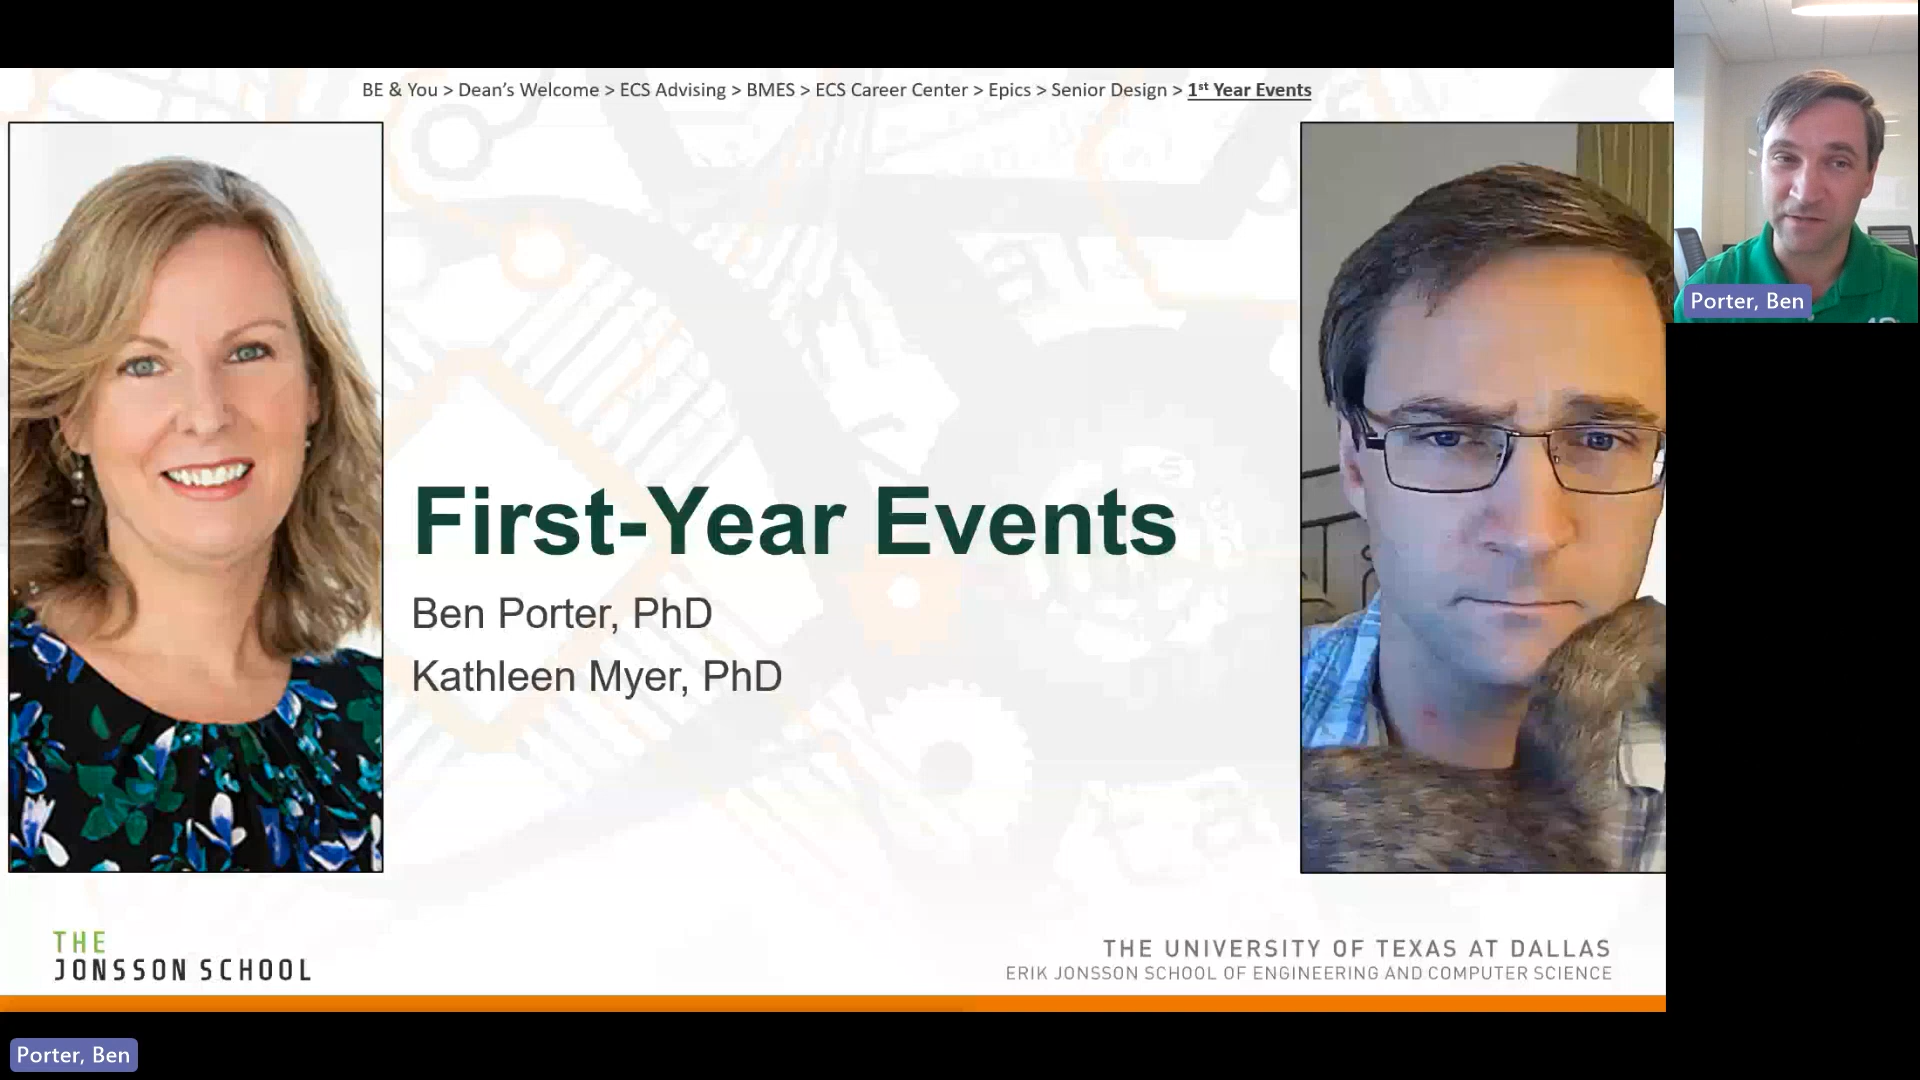 BE & You > Dean's Welcome > ECS Advising > BMES > ECS Career Center > Epics > Senior Design > 1st Year Events
Porter, Ben
First-Year Events
Ben Porter, PhD
Kathleen Myer, PhD
THE
JONSSON SCHOOL
THE UNIVERSITY OF TEXAS AT DALLAS
ERIK JONSSON SCHOOL OF ENGINEERING AND COMPUTER SCIENCE
Porter, Ben